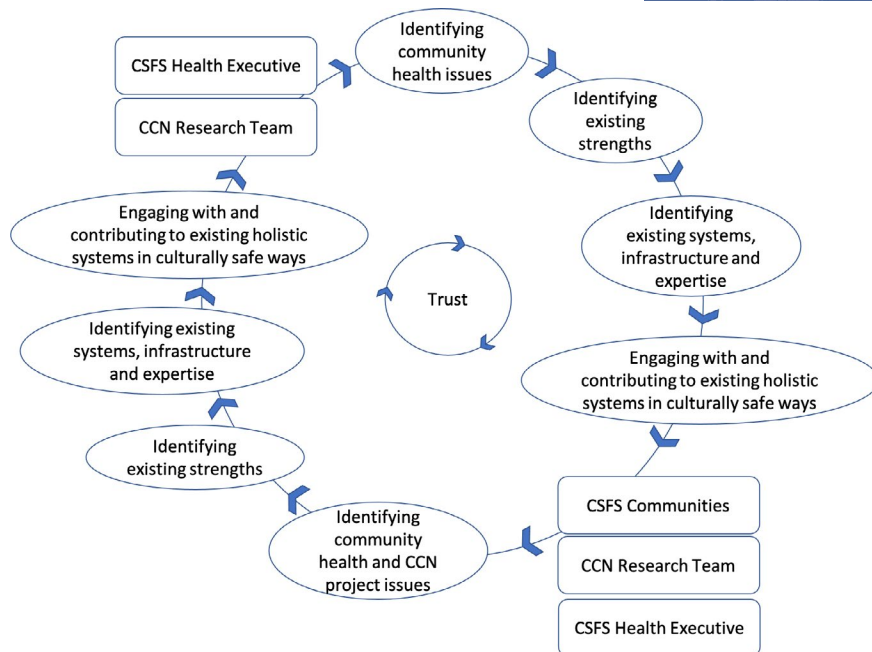 CSFS Health Executive
CCN Research Team
Identifying
community
health issues
Identifying
existing
strengths
Identifying
existing systems,
infrastructure and
expertise
Engaging with and
contributing to existing holistic
systems in culturally safe ways
CSFS Communities
CCN Research Team
CSFS Health Executive
Identifying
community
health and CCN
project issues
Identifying
existing strengths
Identifying existing
systems, infrastructure
and expertise
Engaging with and
contributing to existing holistic
systems in culturally safe ways
Trust